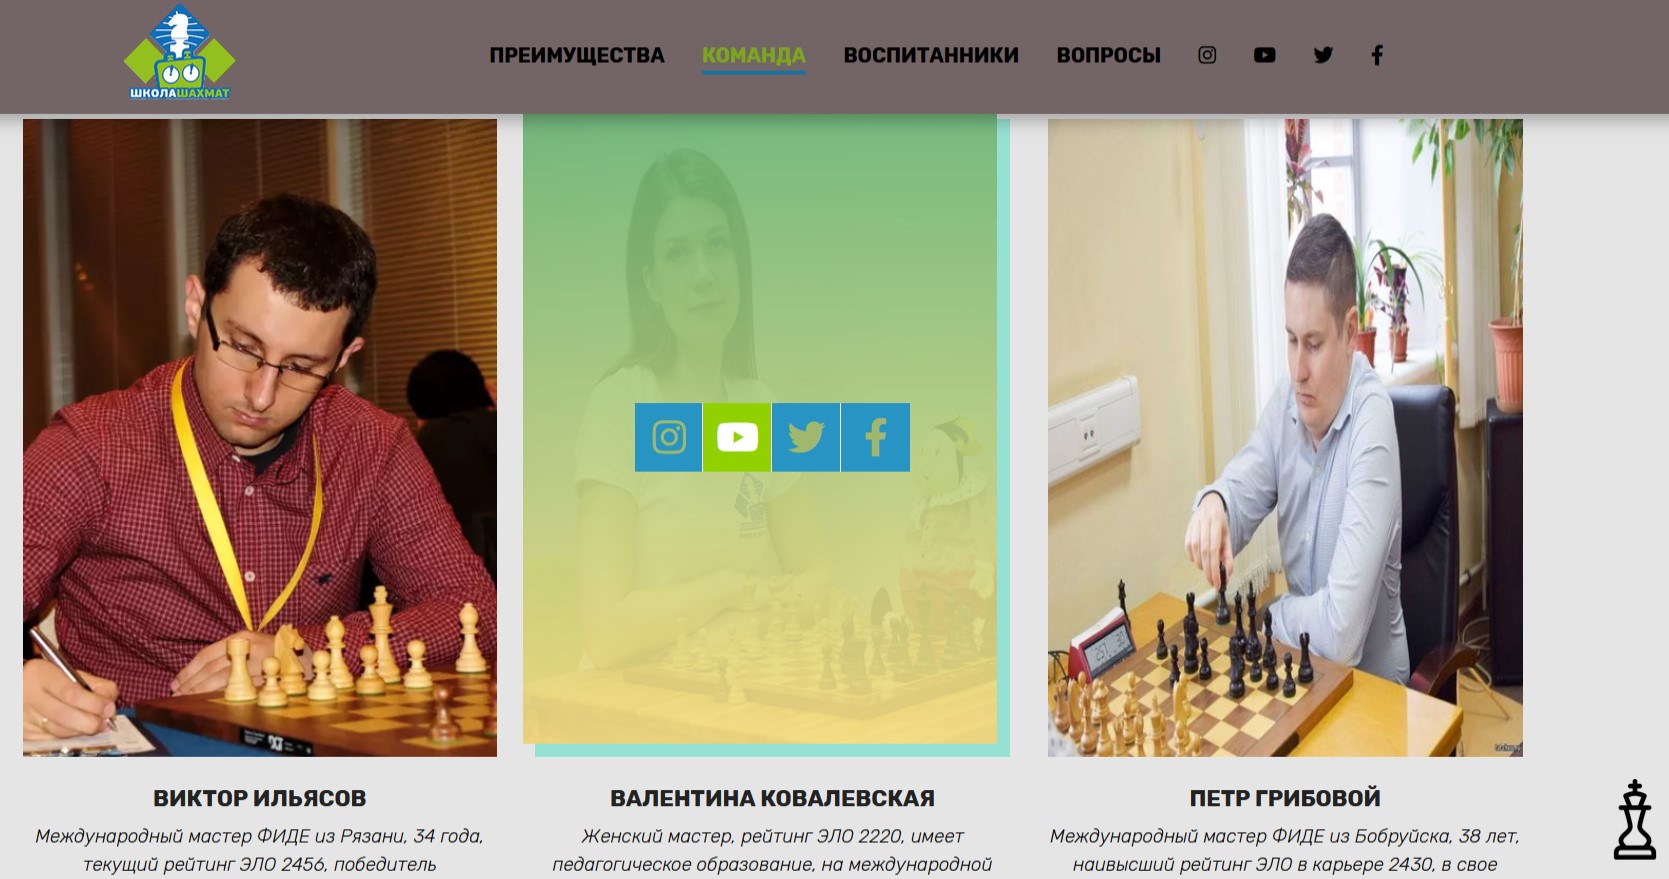 ШКОЛАШАХМАТ
ПРЕИМУЩЕСТВА КОМАНДА ВОСПИТАННИКИ ВОПРОСЫ
ВИКТОР ИЛЬЯСОВ
Международный мастер ФИДЕ из Рязани, 34 года,
текущий рейтинг ЭЛО 2456, победитель
ВАЛЕНТИНА КОВАЛЕВСКАЯ
Женский мастер, рейтинг ЭЛО 2220, имеет
педагогическое образование, на международной
ПЕТР ГРИБОВОЙ
Международный мастер ФИДЕ из Бобруйска, 38 лет,
наивысший рейтинг ЭЛО в карьере 2430, в свое